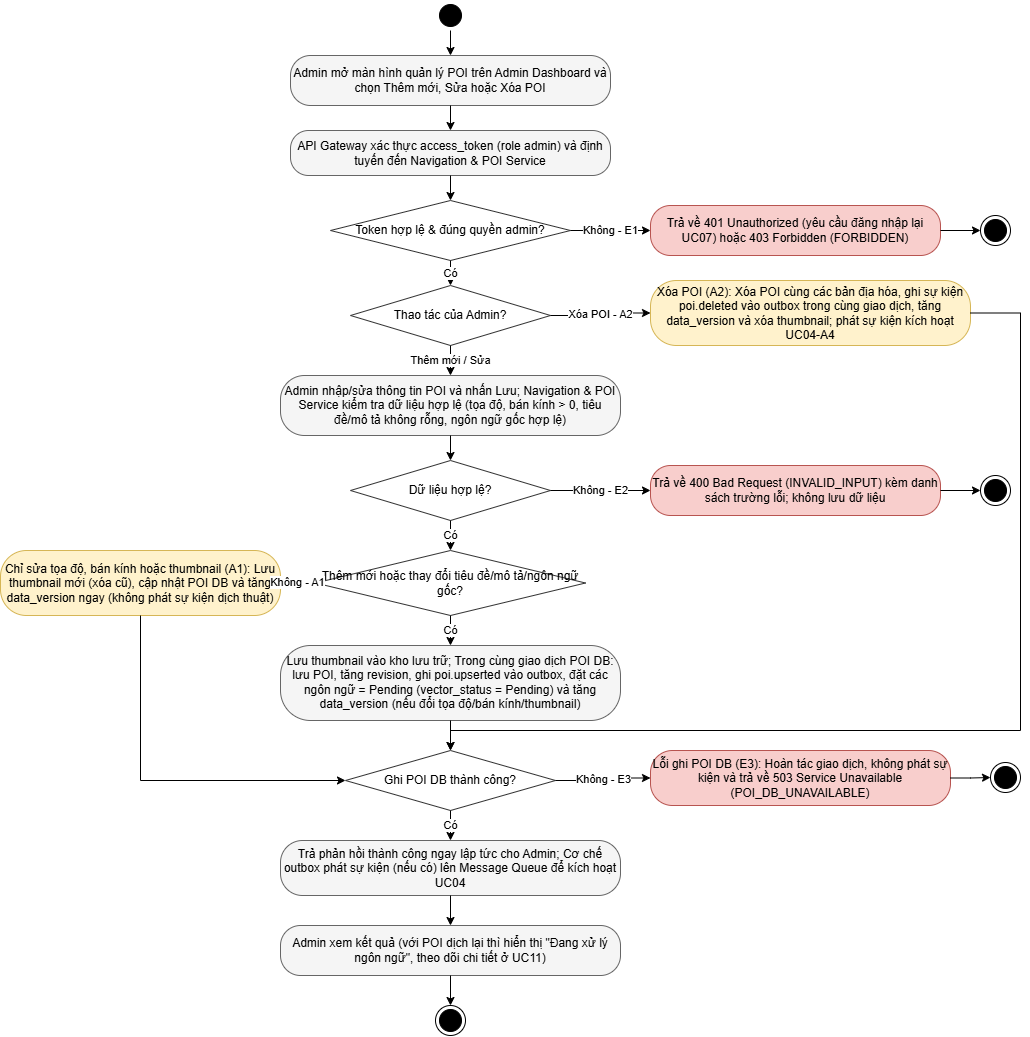 Admin mở màn hình quản lý POI trên Admin Dashboard và
chọn Thêm mới, Sửa hoặc Xóa POI
API Gateway xác thực access_token (role admin) và định
tuyến đến Navigation & POI Service
Token hợp lệ & đúng quyền admin?
Không - E1
Trả về 401 Unauthorized (yêu cầu đăng nhập lại
UC07) hoặc 403 Forbidden (FORBIDDEN)
Có
Thao tác của Admin?
Xóa POI - A2
Xóa POI (A2): Xóa POI cùng các bản địa hóa, ghi sự kiện
poi.deleted vào outbox trong cùng giao dịch, tăng
data_version và xóa thumbnail; phát sự kiện kích hoạt
UC04-A4
Thêm mới / Sửa
Admin nhập/sửa thông tin POI và nhấn Lưu; Navigation & POI
Service kiểm tra dữ liệu hợp lệ (tọa độ, bán kính > 0, tiêu
đề/mô tả không rỗng, ngôn ngữ gốc hợp lệ)
Dữ liệu hợp lệ?
Không - E2
Trả về 400 Bad Request (INVALID_INPUT) kèm danh
sách trường lỗi; không lưu dữ liệu
Có
Thêm mới hoặc thay đổi tiêu đề/mô tả/ngôn ngữ
gốc?
Không - A1
Chỉ sửa tọa độ, bán kính hoặc thumbnail (A1): Lưu
thumbnail mới (xóa cũ), cập nhật POI DB và tăng
data_version ngay (không phát sự kiện dịch thuật)
Có
Lưu thumbnail vào kho lưu trữ; Trong cùng giao dịch POI DB:
lưu POI, tăng revision, ghi poi.upserted vào outbox, đặt các
ngôn ngữ = Pending (vector_status = Pending) và tăng
data_version (nếu đổi tọa độ/bán kính/thumbnail)
Ghi POI DB thành công?
Không - E3
Lỗi ghi POI DB (E3): Hoàn tác giao dịch, không phát sự
kiện và trả về 503 Service Unavailable
(POI_DB_UNAVAILABLE)
Có
Trả phản hồi thành công ngay lập tức cho Admin; Cơ chế
outbox phát sự kiện (nếu có) lên Message Queue để kích hoạt
UC04
Admin xem kết quả (với POI dịch lại thì hiển thị "Đang xử lý
ngôn ngữ", theo dõi chi tiết ở UC11)